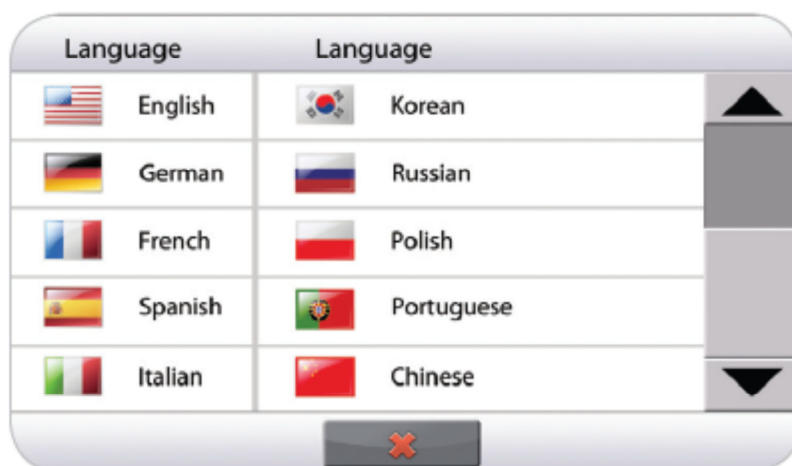 Language Language
English Korean
German Russian
French Polish
Spanish Portuguese
Italian Chinese